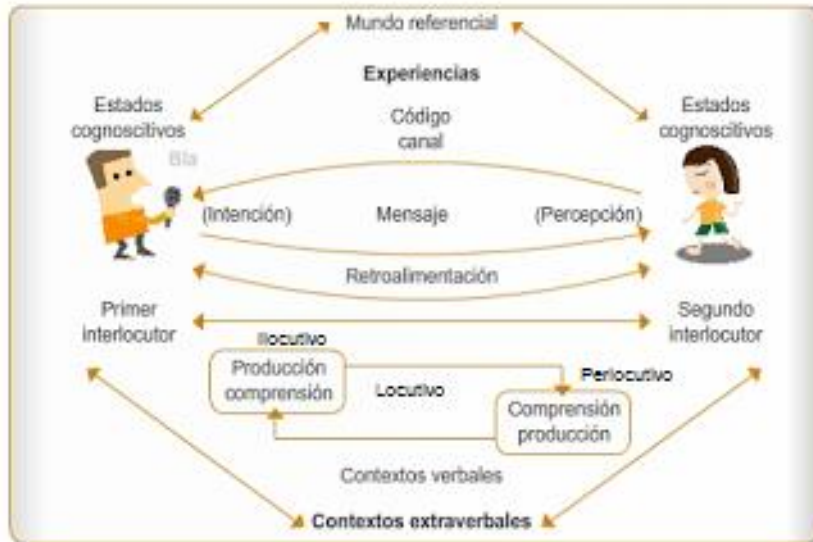 Mundo referencial
Experiencias
Estados
cognoscitivos
Estados
cognoscitivos
Código
canal
Bla
(Intención)
Mensaje
(Percepción)
Retroalimentación
Primer
interlocutor
Segundo
interlocutor
Ilocutivo
Producción
comprensión
Locutivo
Perlocutivo
Comprensión
producción
Contextos verbales
Contextos extraverbales